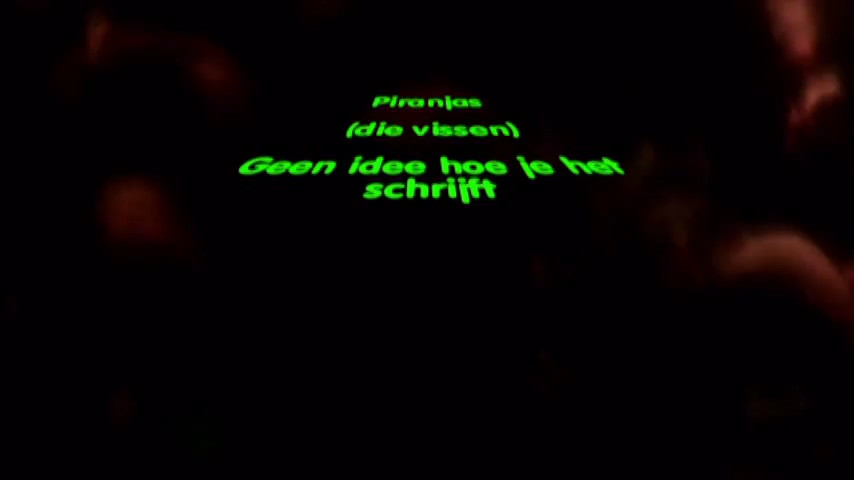 Piranjas
(die vissen)
Geen idee hoe je het
schrijft